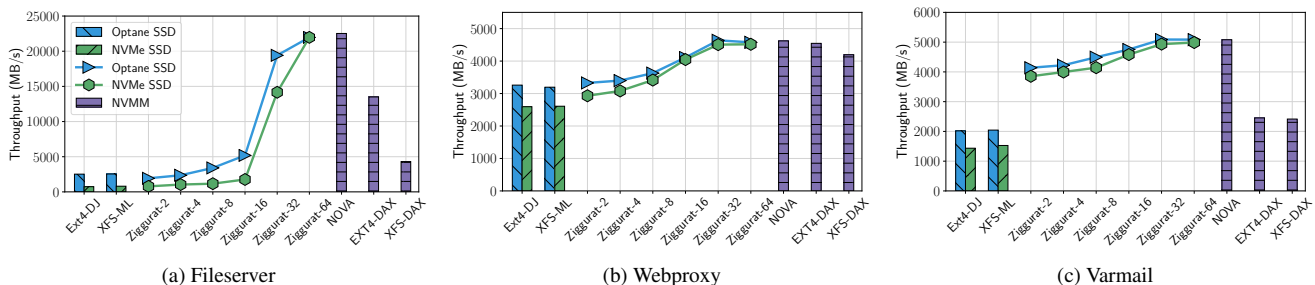 25000
20000
15000
10000
5000
0
Throughput (MB/s)
Optane SSD
NVMe SSD
Optane SSD
NVMe SSD
NVMM
Ext4-DJ
XFS-ML
Ziggurat-2
Ziggurat-4
Ziggurat-8
Ziggurat-16
Ziggurat-32
Ziggurat-64
NOVA
EXT4-DAX
XFS-DAX
(a) Fileserver
5000
4000
3000
2000
1000
0
Throughput (MB/s)
Ext4-DJ
XFS-ML
Ziggurat-2
Ziggurat-4
Ziggurat-8
Ziggurat-16
Ziggurat-32
Ziggurat-64
NOVA
EXT4-DAX
XFS-DAX
(b) Webproxy
6000
5000
4000
3000
2000
1000
0
Throughput (MB/s)
Ext4-DJ
XFS-ML
Ziggurat-2
Ziggurat-4
Ziggurat-8
Ziggurat-16
Ziggurat-32
Ziggurat-64
NOVA
EXT4-DAX
XFS-DAX
(c) Varmail